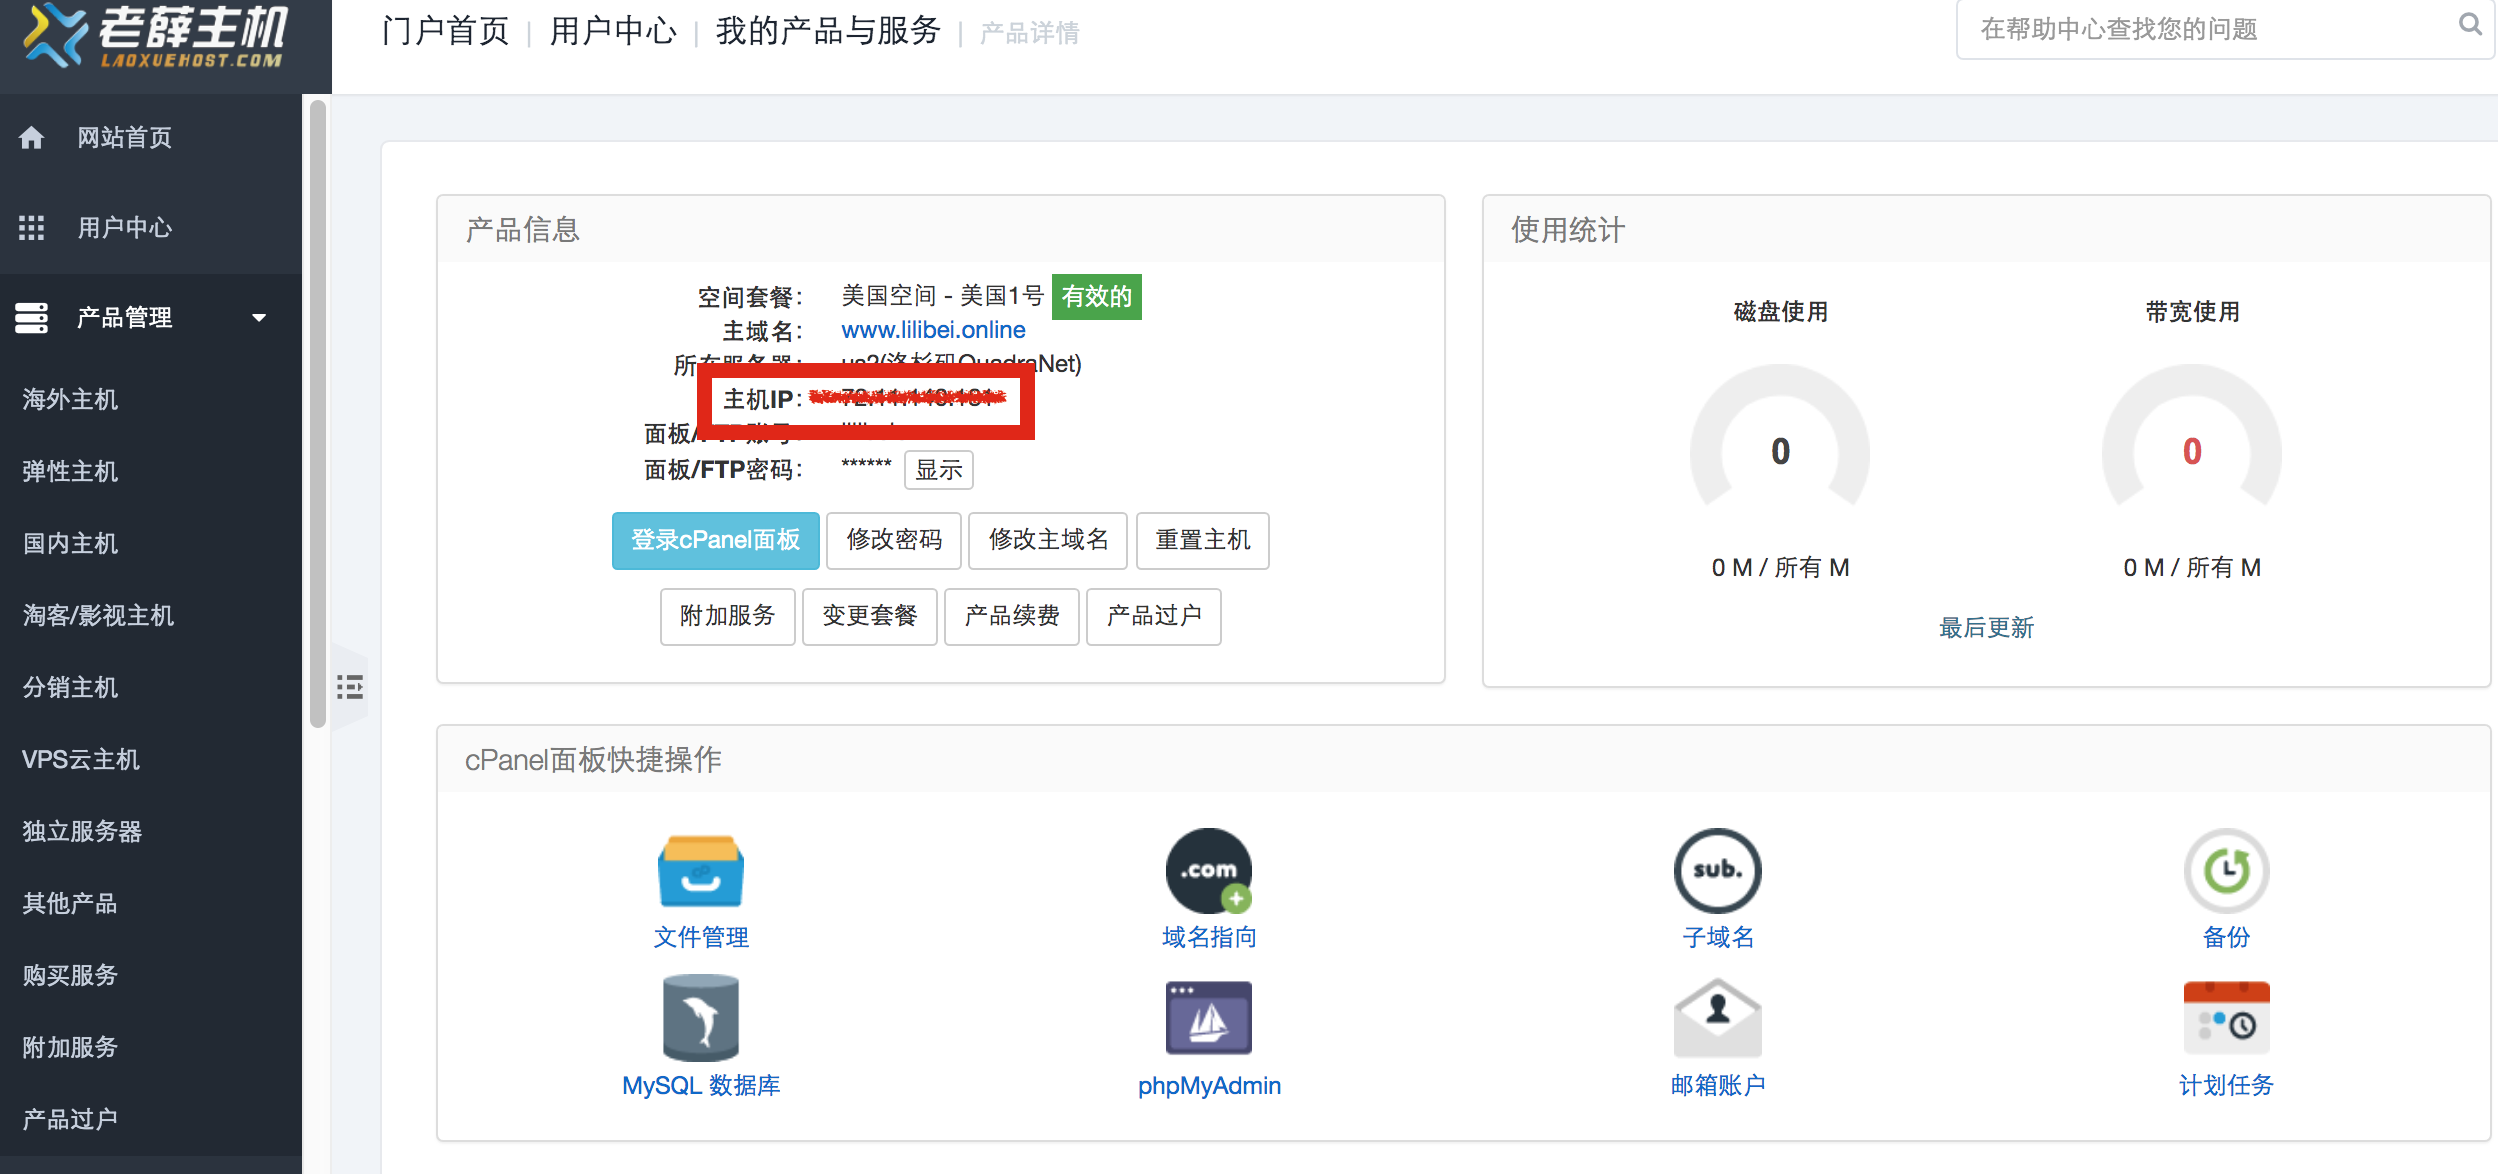 老薛主机
LAOXUEHOST.COM
门户首页 | 用户中心 | 我的产品与服务 | 产品详情
在帮助中心查找您的问题
网站首页
用户中心
产品管理
海外主机
弹性主机
国内主机
淘客/影视主机
分销主机
VPS云主机
独立服务器
其他产品
购买服务
附加服务
产品过户
产品信息
空间套餐： 美国空间 - 美国1号 有效的
主域名： www.lilibei.online
所在服务器： us2(洛杉矶QuadraNet)
主机IP：
面板/FTP账号：
面板/FTP密码： ****** 显示
登录cPanel面板 修改密码 修改主域名 重置主机
附加服务 变更套餐 产品续费 产品过户
使用统计
磁盘使用 带宽使用
0 0
0 M / 所有 M 0 M / 所有 M
最后更新
cPanel面板快捷操作
.com sub.
文件管理 域名指向 子域名 备份
MySQL 数据库 phpMyAdmin 邮箱账户 计划任务